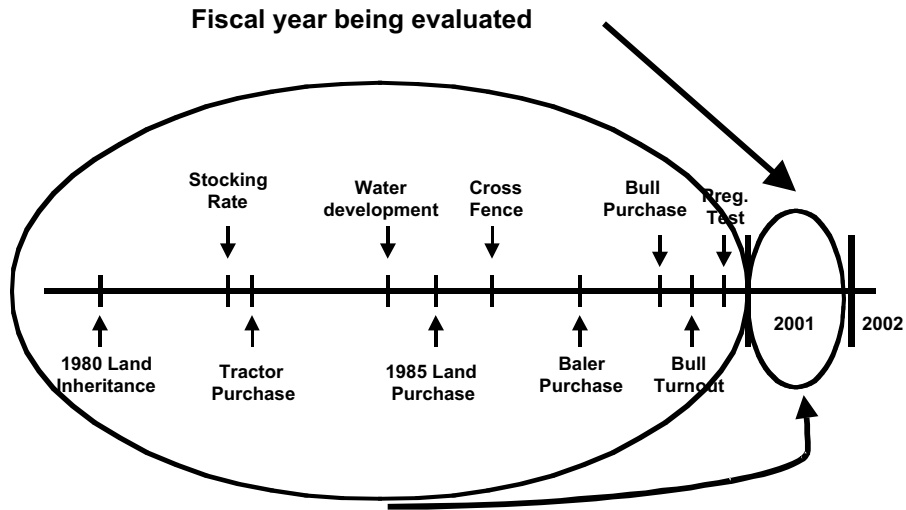 Fiscal year being evaluated
Stocking
Rate
Water
development
Cross
Fence
Bull
Purchase
Preg.
Test
2001
2002
1980 Land
Inheritance
Tractor
Purchase
1985 Land
Purchase
Baler
Purchase
Bull
Turnout